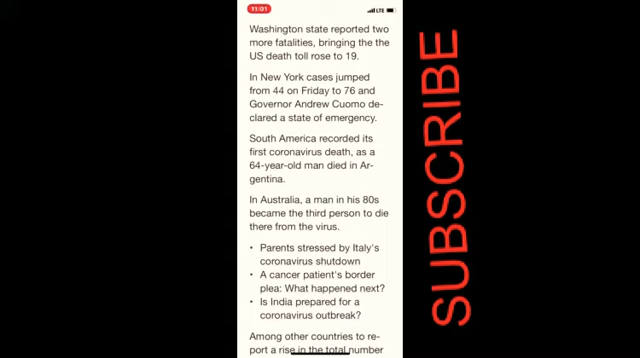 11:01
LTE
Washington state reported two
more fatalities, bringing the the
US death toll rose to 19.
In New York cases jumped
from 44 on Friday to 76 and
Governor Andrew Cuomo de-
clared a state of emergency.
South America recorded its
first coronavirus death, as a
64-year-old man died in Ar-
gentina.
In Australia, a man in his 80s
became the third person to die
there from the virus.
• Parents stressed by Italy's
coronavirus shutdown
• A cancer patient's border
plea: What happened next?
• Is India prepared for a
coronavirus outbreak?
Among other countries to re-
port a rise in the total number
SUBSCRIBE